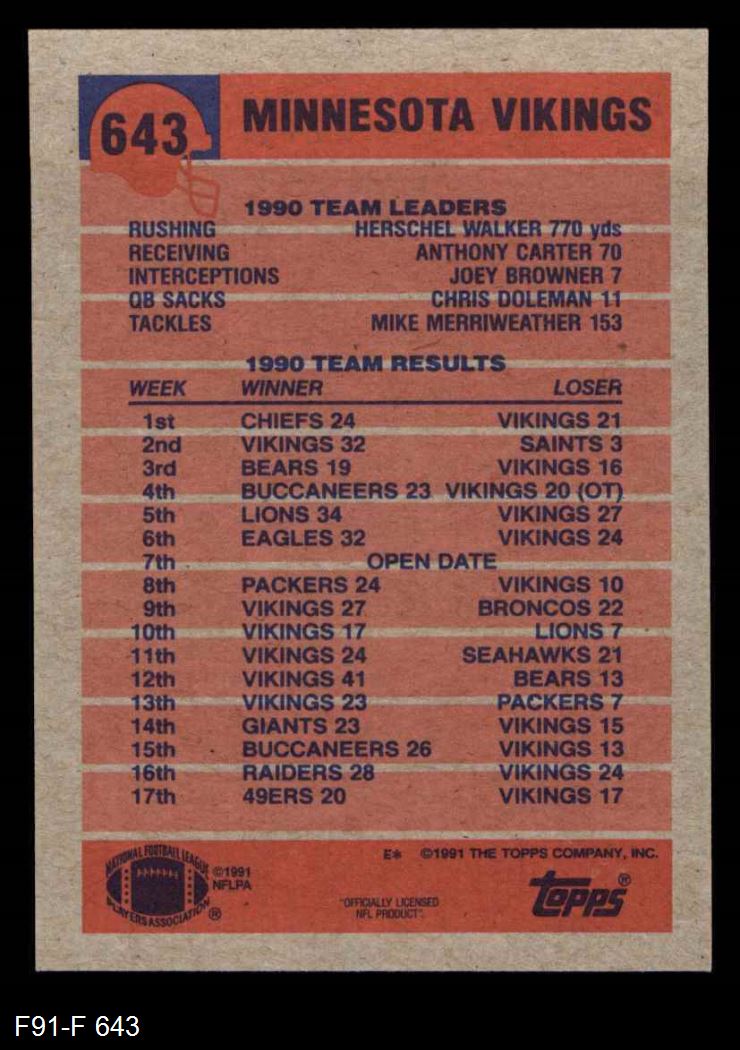 643 MINNESOTA VIKINGS
1990 TEAM LEADERS
RUSHING HERSCHEL WALKER 770 yds
RECEIVING ANTHONY CARTER 70
INTERCEPTIONS JOEY BROWNER 7
QB SACKS CHRIS DOLEMAN 11
TACKLES MIKE MERRIWEATHER 153
1990 TEAM RESULTS
WEEK WINNER LOSER
1st CHIEFS 24 VIKINGS 21
2nd VIKINGS 32 SAINTS 3
3rd BEARS 19 VIKINGS 16
4th BUCCANEERS 23 VIKINGS 20 (OT)
5th LIONS 34 VIKINGS 27
6th EAGLES 32 VIKINGS 24
7th OPEN DATE
8th PACKERS 24 VIKINGS 10
9th VIKINGS 27 BRONCOS 22
10th VIKINGS 17 LIONS 7
11th VIKINGS 24 SEAHAWKS 21
12th VIKINGS 41 BEARS 13
13th VIKINGS 23 PACKERS 7
14th GIANTS 23 VIKINGS 15
15th BUCCANEERS 26 VIKINGS 13
16th RAIDERS 28 VIKINGS 24
17th 49ERS 20 VIKINGS 17
NATIONAL FOOTBALL LEAGUE
PLAYERS ASSOCIATION ®
©1991
NFLPA
E* ©1991 THE TOPPS COMPANY, INC.
"OFFICIALLY LICENSED
NFL PRODUCT".
Topps ®
F91-F 643